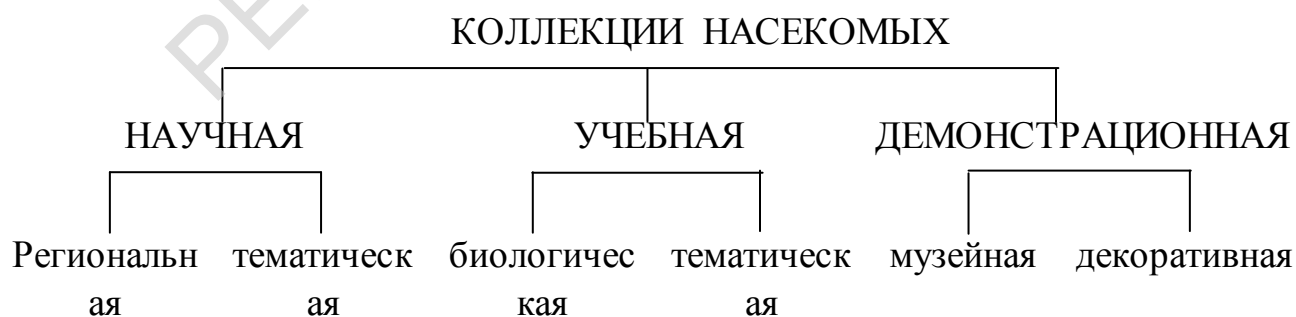 КОЛЛЕКЦИИ НАСЕКОМЫХ
НАУЧНАЯ УЧЕБНАЯ ДЕМОНСТРАЦИОННАЯ
Региональн тематическ биологичес тематическ музейная декоративная
ая ая кая ая